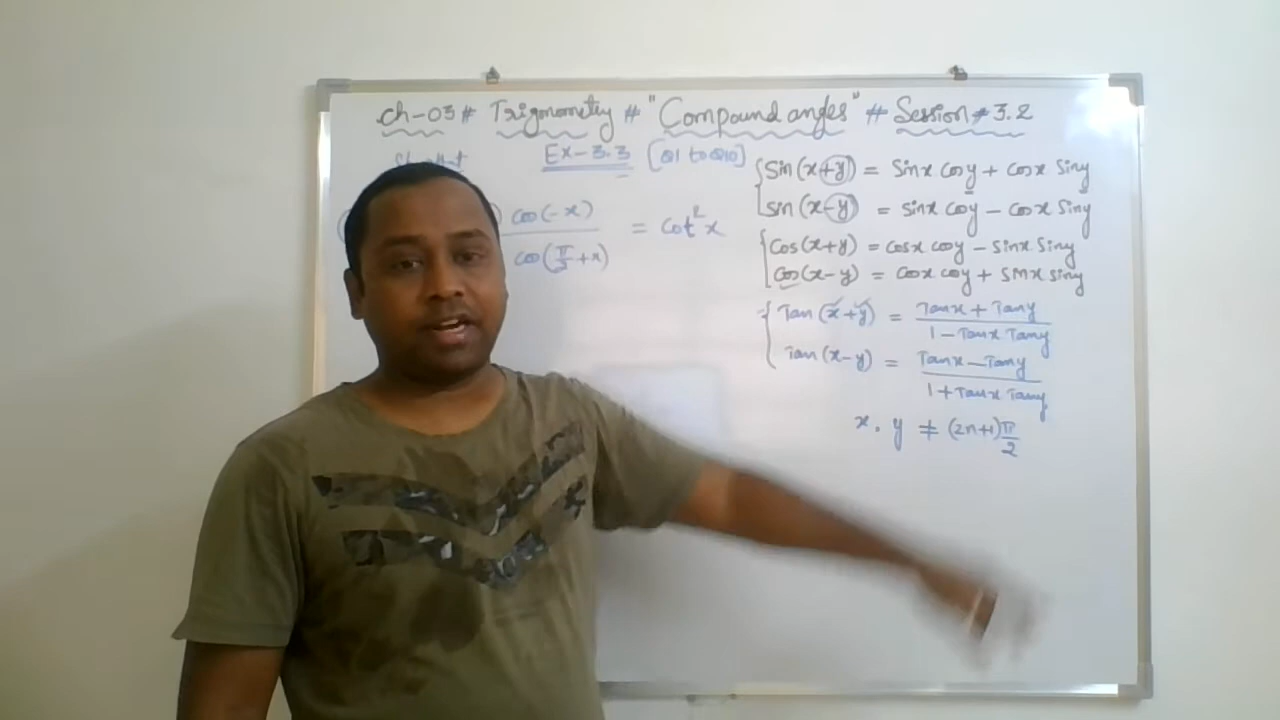 Ch-03 # Trigonometry # "Compound angles" # Session # 3.2
Ex-3.3 [Q1 to Q10]
cos(-x)
cos(π/2+x)
= cot²x
Sin(x+y) = Sinx cosy + cosx Siny
sin(x-y) = sinx cosy - cosx Siny
Cos(x+y) = cosx cosy - sinx siny
Cos(x-y) = cosx cosy + sinx siny
Tan(x+y) = Tanx + Tany
1 - Tanx Tany
Tan(x-y) = Tanx - Tany
1 + Tanx Tany
x, y ≠ (2n+1)π/2